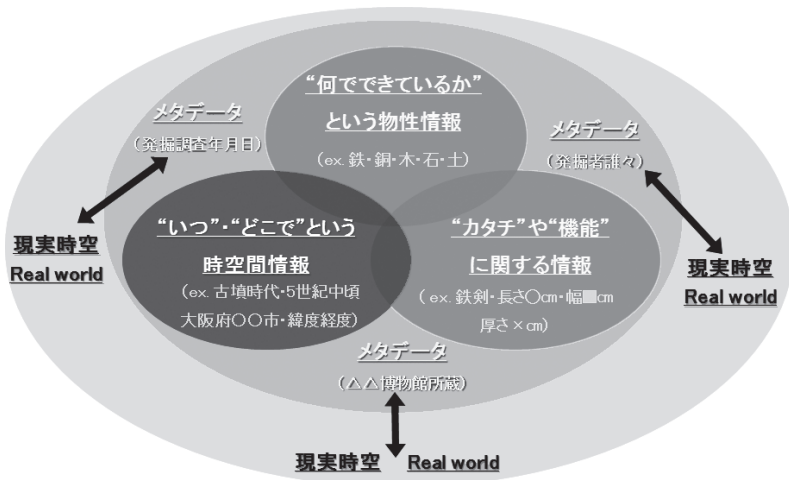 “何でできているか”
という物性情報
(ex. 鉄・銅・木・石・土)
メタデータ
(発掘調査年月日)
メタデータ
(発掘者誰々)
現実時空
Real world
“いつ”・“どこで”という
時空間情報
(ex. 古墳時代・5世紀中頃
大阪府〇〇市・緯度経度)
“カタチ”や“機能”
に関する情報
( ex. 鉄剣・長さ〇cm・幅■cm
厚さ×cm)
現実時空
Real world
メタデータ
(△△博物館所蔵)
現実時空 Real world